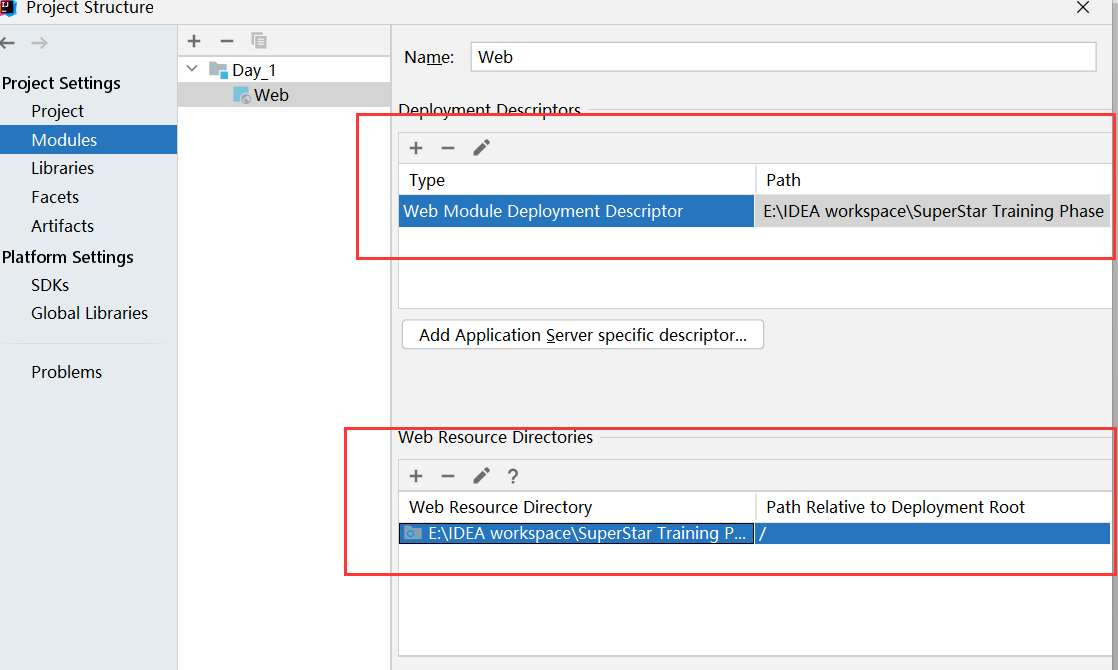 Project Structure
Project Settings
Project
Modules
Libraries
Facets
Artifacts
Platform Settings
SDKs
Global Libraries
Problems
Day_1
Web
Name: Web
Deployment Descriptors
Type Path
Web Module Deployment Descriptor E:\IDEA workspace\SuperStar Training Phase
Add Application Server specific descriptor...
Web Resource Directories
?
Web Resource Directory Path Relative to Deployment Root
E:\IDEA workspace\SuperStar Training P... /